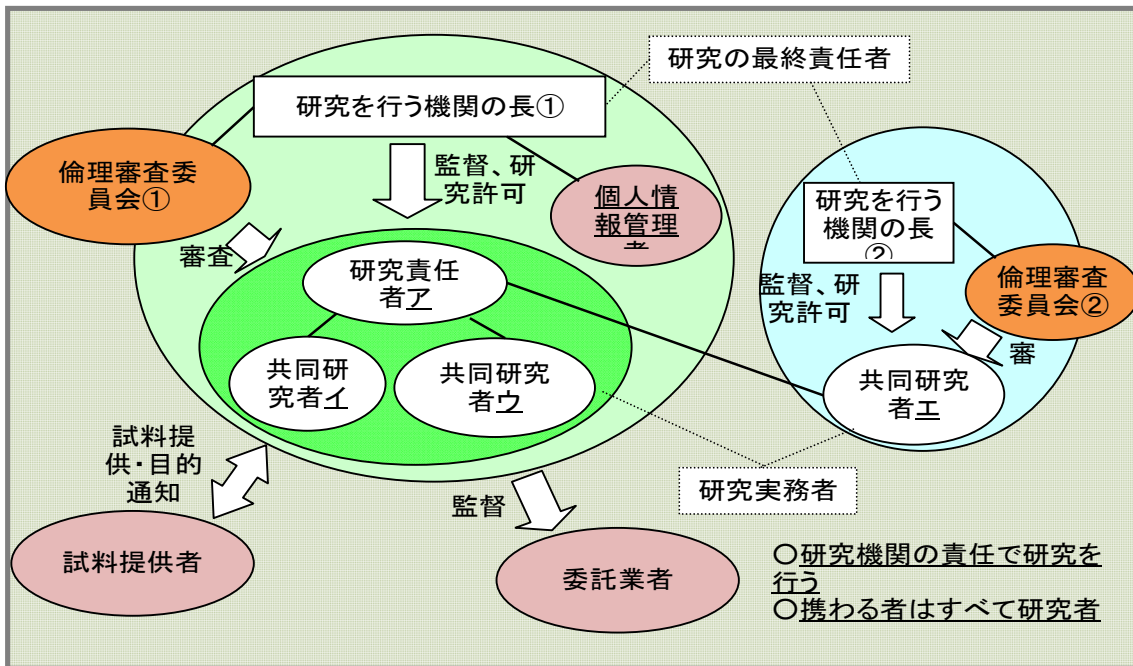 研究の最終責任者
研究を行う機関の長①
倫理審査委
員会①
監督、研
究許可
個人情
報管理
審査
研究責任
者ア
共同研
究者イ
共同研究
者ウ
研究を行う
機関の長
②
監督、研
究許可
倫理審査
委員会②
審
共同研究
者エ
試料提
供・目的
通知
監督
研究実務者
試料提供者
委託業者
○研究機関の責任で研究を
行う
○携わる者はすべて研究者